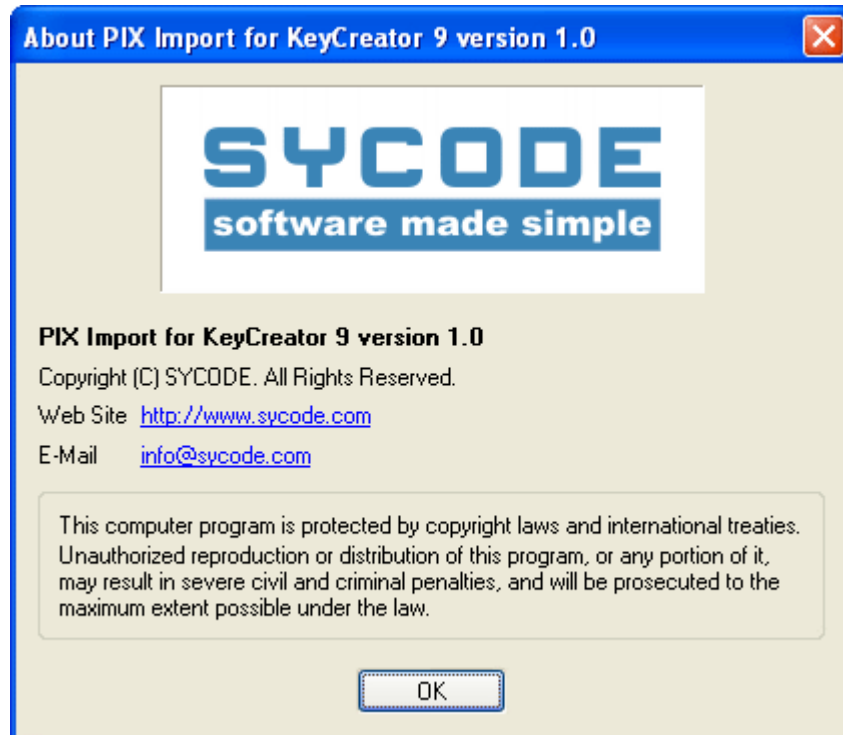 About PIX Import for KeyCreator 9 version 1.0
SYCODE
software made simple
PIX Import for KeyCreator 9 version 1.0
Copyright (C) SYCODE. All Rights Reserved.
Web Site http://www.sycode.com
E-Mail info@sycode.com
This computer program is protected by copyright laws and international treaties.
Unauthorized reproduction or distribution of this program, or any portion of it,
may result in severe civil and criminal penalties, and will be prosecuted to the
maximum extent possible under the law.
OK